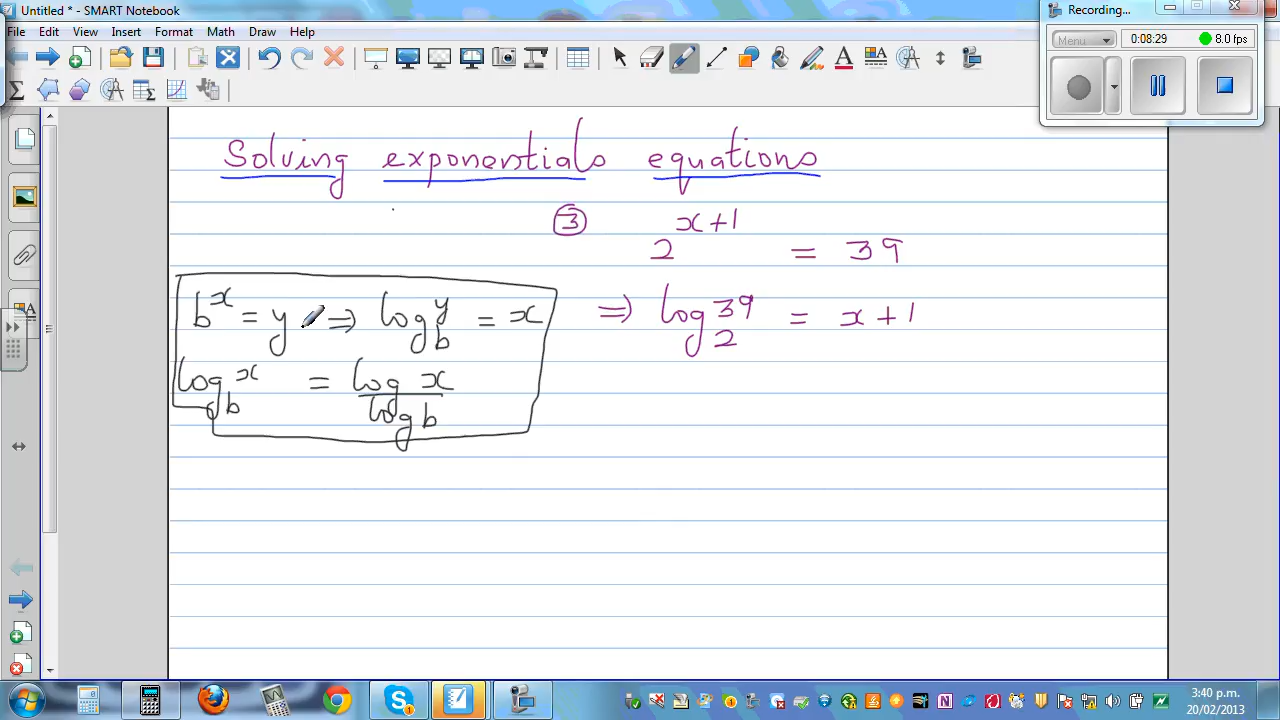 Untitled * - SMART Notebook
File Edit View Insert Format Math Draw Help
Recording...
Menu 0:08:29 8.0 fps
Solving exponentials equations
③ 2^(x+1) = 39
b^x = y ⇒ log_b y = x
⇒ log_2 39 = x + 1
log_b x = log x / log b
3:40 p.m.
20/02/2013